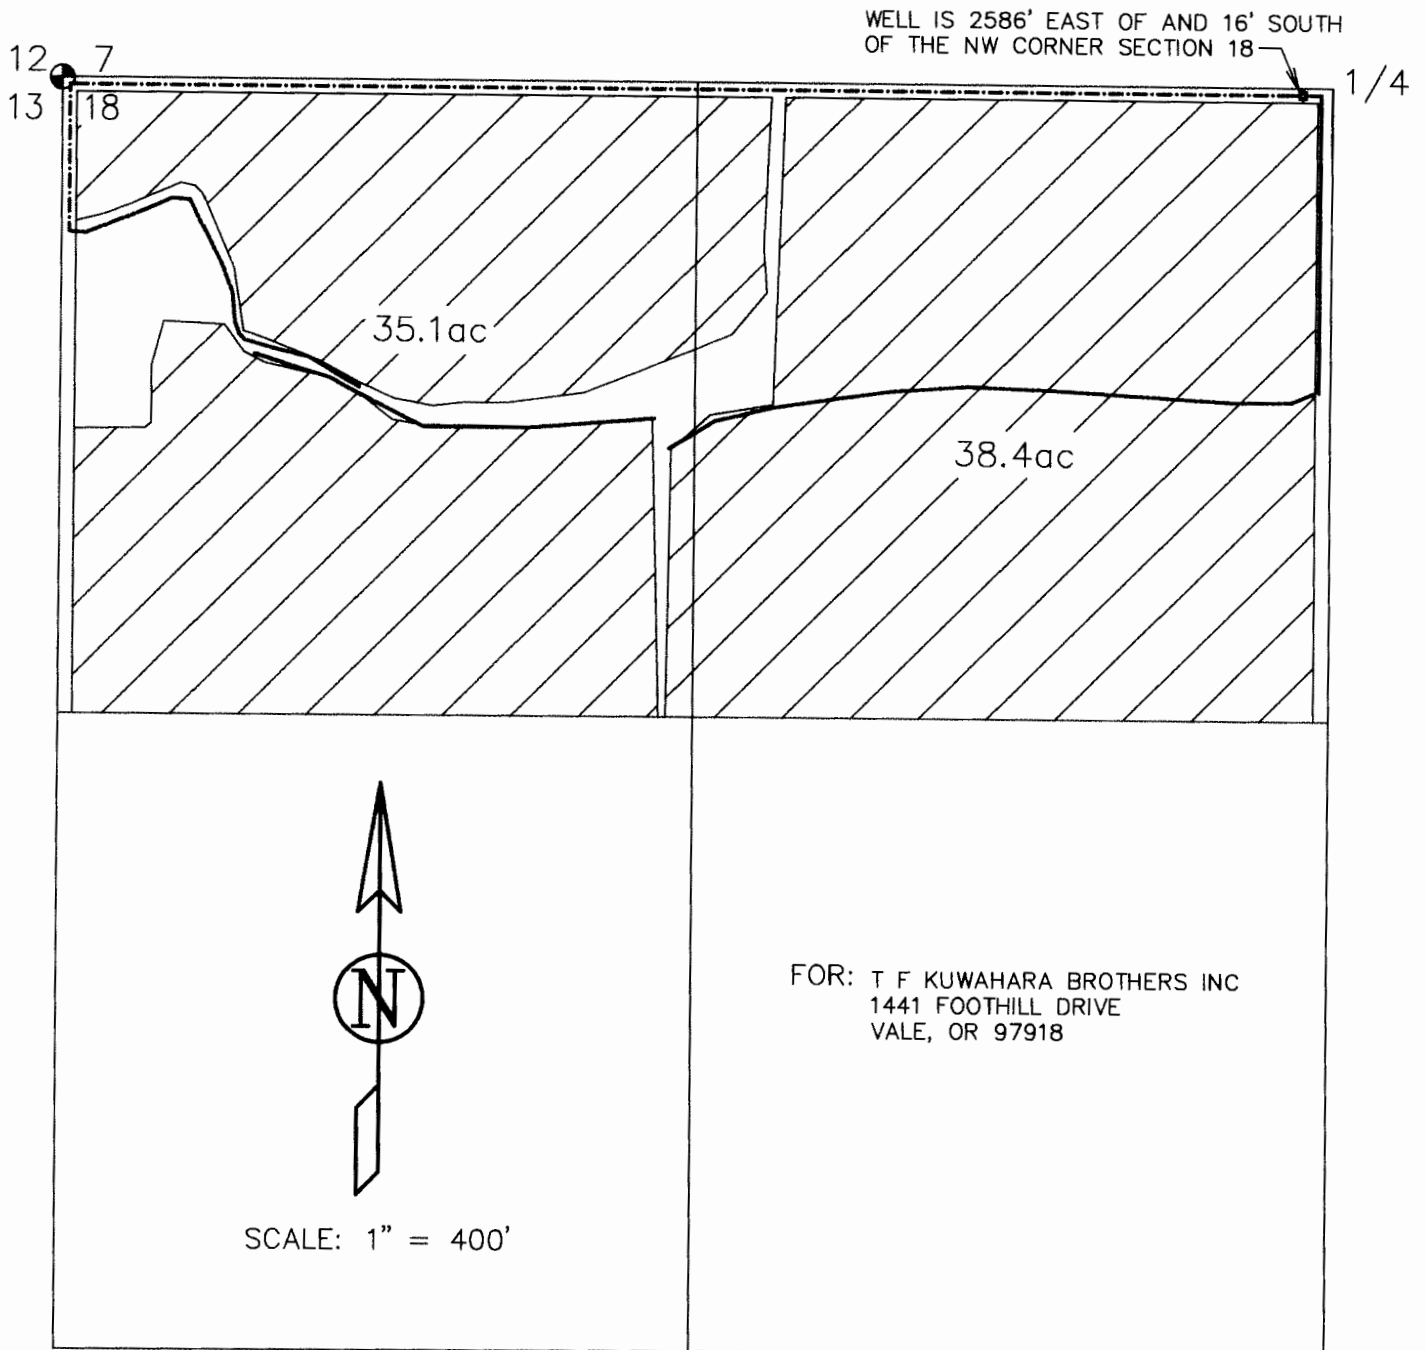 WELL IS 2586' EAST OF AND 16' SOUTH
OF THE NW CORNER SECTION 18
12 7
13 18
1/4
35.1ac
38.4ac
N
FOR: T F KUWAHARA BROTHERS INC
1441 FOOTHILL DRIVE
VALE, OR 97918
SCALE: 1" = 400'